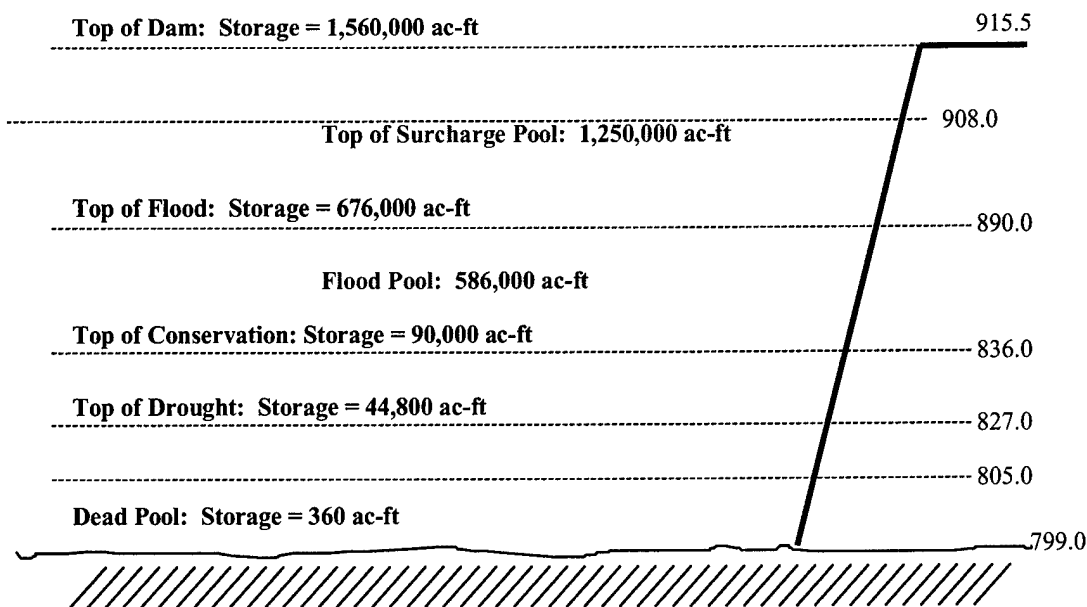 Top of Dam: Storage = 1,560,000 ac-ft 915.5
908.0
Top of Surcharge Pool: 1,250,000 ac-ft
Top of Flood: Storage = 676,000 ac-ft
890.0
Flood Pool: 586,000 ac-ft
Top of Conservation: Storage = 90,000 ac-ft
836.0
Top of Drought: Storage = 44,800 ac-ft
827.0
805.0
Dead Pool: Storage = 360 ac-ft
799.0